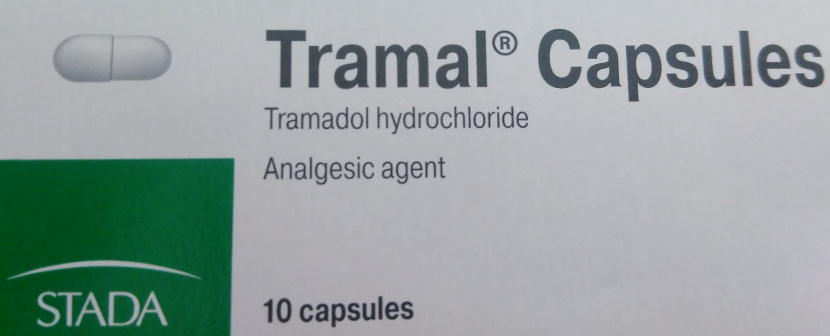 Tramal® Capsules
Tramadol hydrochloride
Analgesic agent
STADA
10 capsules